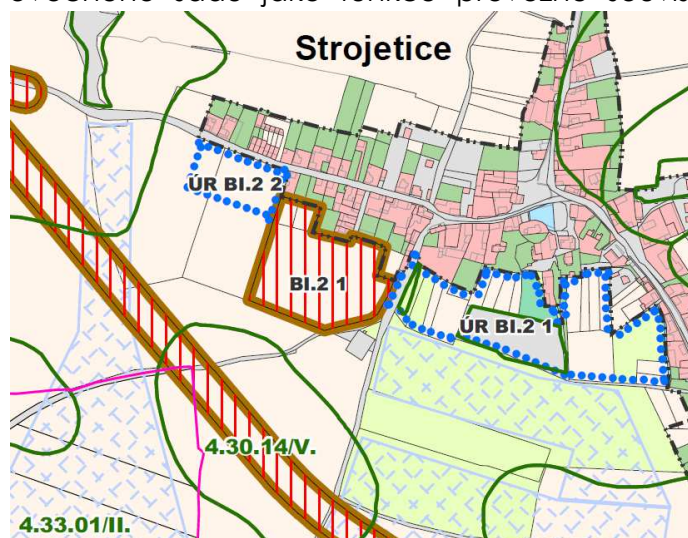 Strojetice
ÚR BI.2 2
BI.2 1
ÚR BI.2 1
4.30.14/V.
4.33.01/II.